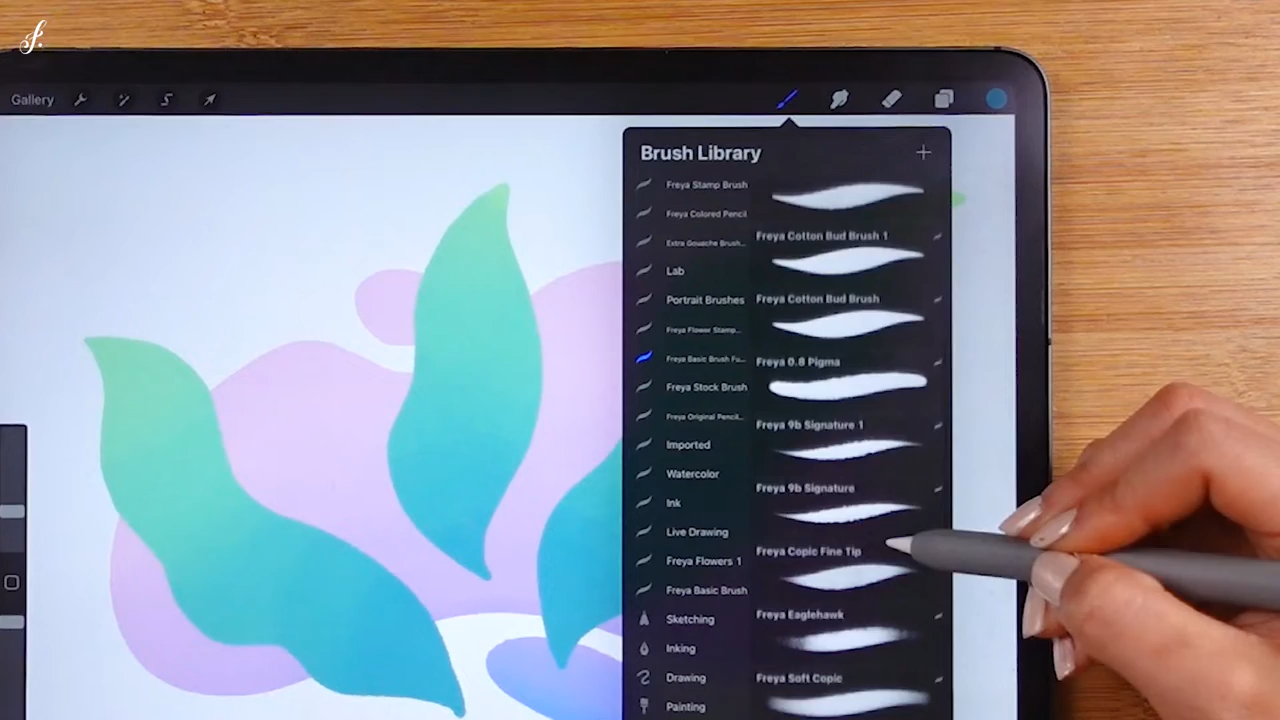 f.
Gallery
Brush Library
Freya Stamp Brush
Freya Colored Pencil
Extra Gouache Brush...
Lab
Portrait Brushes
Freya Flower Stamp...
Freya Basic Brush Fu...
Freya Stock Brush
Freya Original Pencil...
Imported
Watercolor
Ink
Live Drawing
Freya Flowers 1
Freya Basic Brush
Sketching
Inking
Drawing
Painting
Freya Cotton Bud Brush 1
Freya Cotton Bud Brush
Freya 0.8 Pigma
Freya 9b Signature 1
Freya 9b Signature
Freya Copic Fine Tip
Freya Eaglehawk
Freya Soft Copic